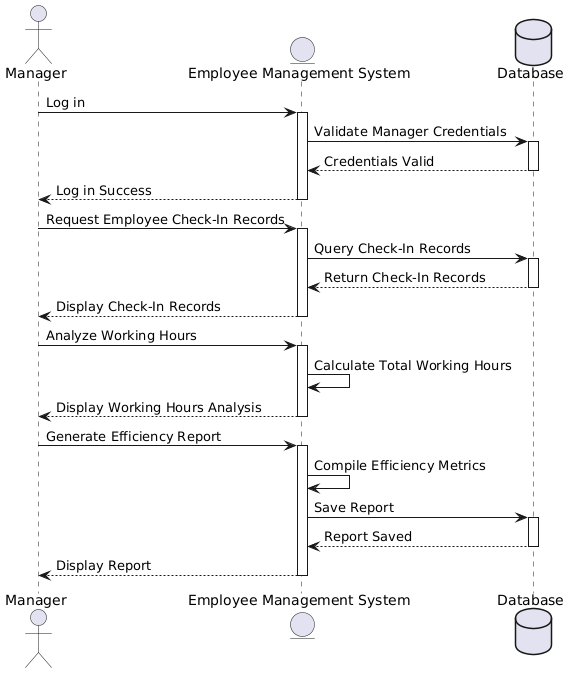 Manager
Employee Management System
Database
Log in
Validate Manager Credentials
Credentials Valid
Log in Success
Request Employee Check-In Records
Query Check-In Records
Return Check-In Records
Display Check-In Records
Analyze Working Hours
Calculate Total Working Hours
Display Working Hours Analysis
Generate Efficiency Report
Compile Efficiency Metrics
Save Report
Report Saved
Display Report
Manager
Employee Management System
Database